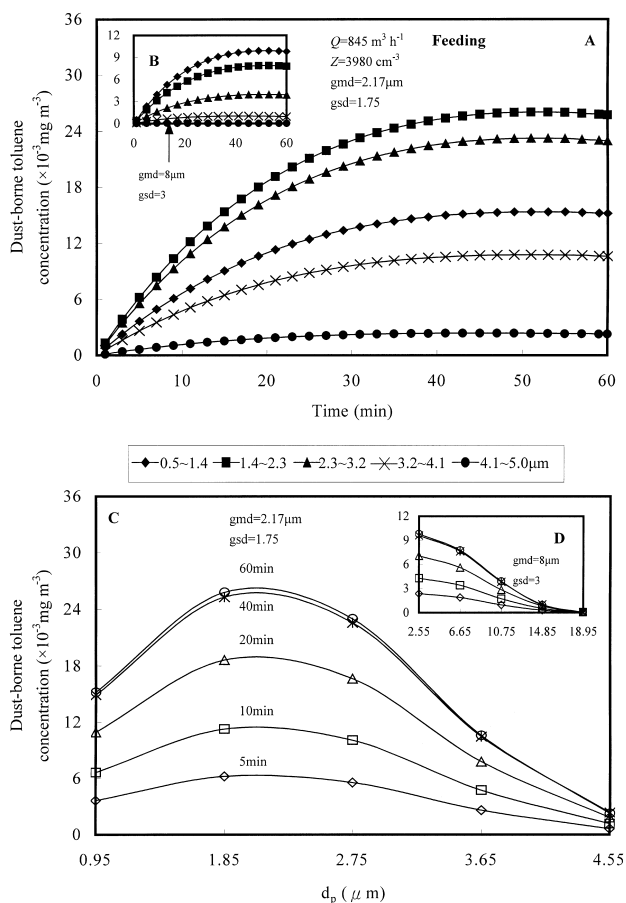 36
30
24
18
12
6
0
Dust-borne toluene
concentration (×10⁻³mg m⁻³)
12
9
6
3
0
B
0 10 20 30 40 50 60
gmd=8μm
gsd=3
Q=845 m³ h⁻¹ Feeding A
Z=3980 cm⁻³
gmd=2.17μm
gsd=1.75
0 10 20 30 40 50 60
Time (min)
0.5~1.4 1.4~2.3 2.3~3.2 3.2~4.1 4.1~5.0μm
36
30
24
18
12
6
0
Dust-borne toluene
concentration (×10⁻³mg m⁻³)
C
gmd=2.17μm
gsd=1.75
60min
40min
20min
10min
5min
12
9
6
3
0
D
gmd=8μm
gsd=3
2.55 6.65 10.75 14.85 18.95
0.95 1.85 2.75 3.65 4.55
dₚ ( μ m)